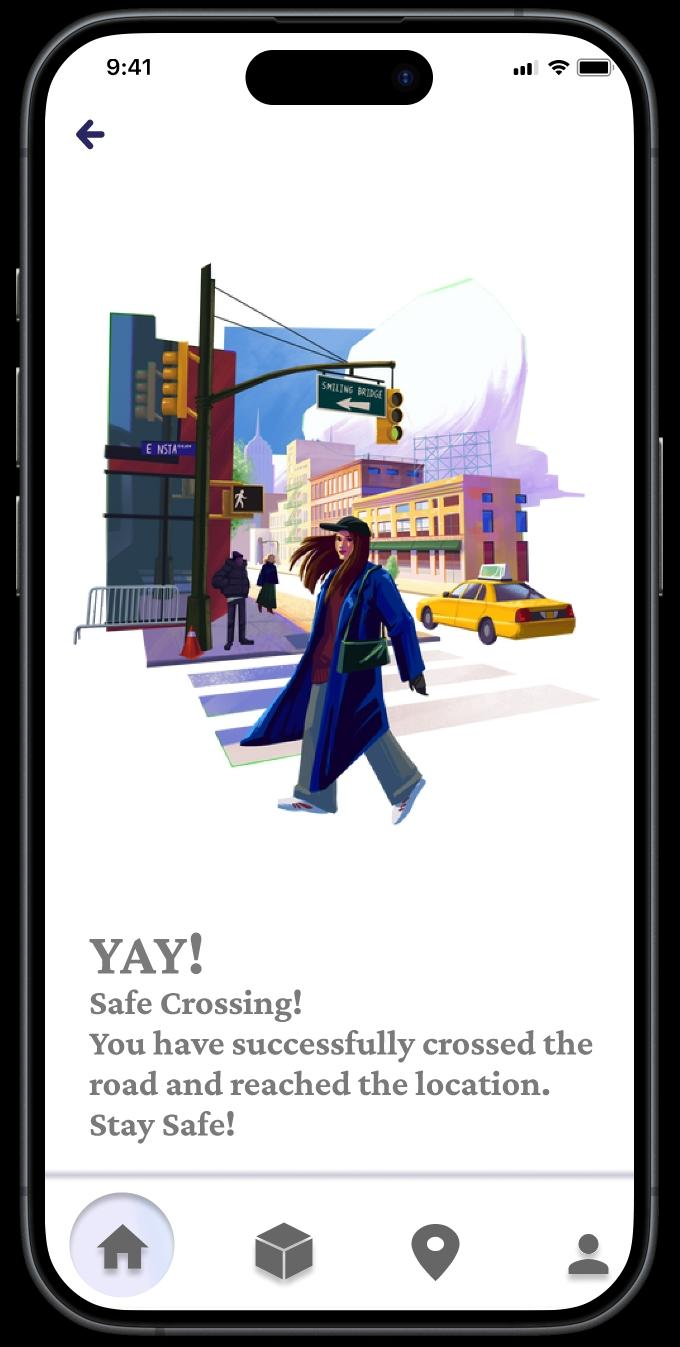 9:41
SMILING BRIDGE
E NSTA
YAY!
Safe Crossing!
You have successfully crossed the
road and reached the location.
Stay Safe!